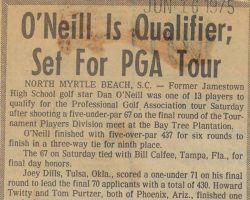 JUN 16 1975
O'Neill Is Qualifier;
Set For PGA Tour
NORTH MYRTLE BEACH, S.C. — Former Jamestown
High School golf star Dan O'Neill was one of 13 players to
qualify for the Professional Golf Association tour Saturday
after shooting a five-under-par 67 on the final round of the Tour-
nament Players Division meet at the Bay Tree Plantation.
O'Neill finished with five-over-par 437 for six rounds to
finish in a three-way tie for ninth place.
The 67 on Saturday tied with Bill Calfee, Tampa, Fla., for
final day honors.
Joey Dills, Tulsa, Okla., scored a one-under 71 on his final
round to lead the final 70 applicants with a total of 430. Howard
Twitty and Tom Purtzer, both of Phoenix, Ariz., finished one